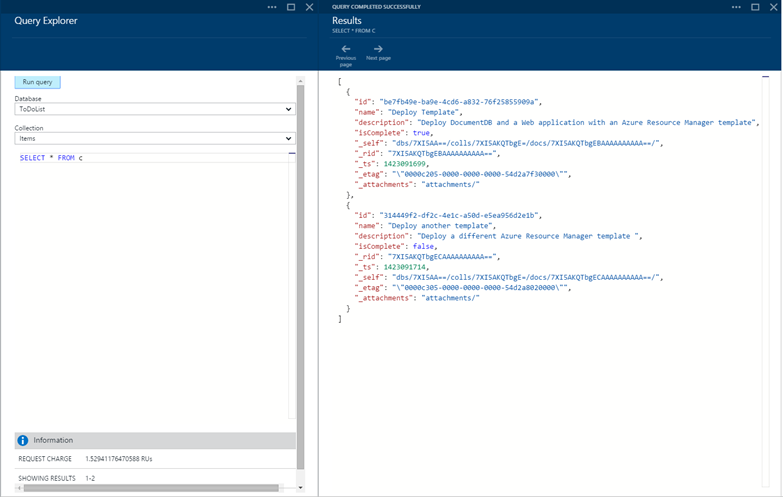 Query Explorer
Run query
Database
ToDoList
Collection
Items
SELECT * FROM c
Information
REQUEST CHARGE 1.52941176470588 RUs
SHOWING RESULTS 1-2
QUERY COMPLETED SUCCESSFULLY
Results
SELECT * FROM C
Previous page
Next page
[
{
"id": "be7fb49e-ba9e-4cd6-a832-76f25855909a",
"name": "Deploy Template",
"description": "Deploy DocumentDB and a Web application with an Azure Resource Manager template",
"isComplete": true,
"_self": "dbs/7XISAA==/colls/7XISAKQTbgE=/docs/7XISAKQTbgEBAAAAAAAAAA==/",
"_rid": "7XISAKQTbgEBAAAAAAAAAA==",
"_ts": 1423091699,
"_etag": "\"0000c205-0000-0000-0000-54d2a7f30000\"",
"_attachments": "attachments/"
},
{
"id": "314449f2-df2c-4e1c-a50d-e5ea956d2e1b",
"name": "Deploy another template",
"description": "Deploy a different Azure Resource Manager template ",
"isComplete": false,
"_rid": "7XISAKQTbgECAAAAAAAAAA==",
"_ts": 1423091714,
"_self": "dbs/7XISAA==/colls/7XISAKQTbgE=/docs/7XISAKQTbgECAAAAAAAAAA==/",
"_etag": "\"0000c305-0000-0000-0000-54d2a8020000\"",
"_attachments": "attachments/"
}
]